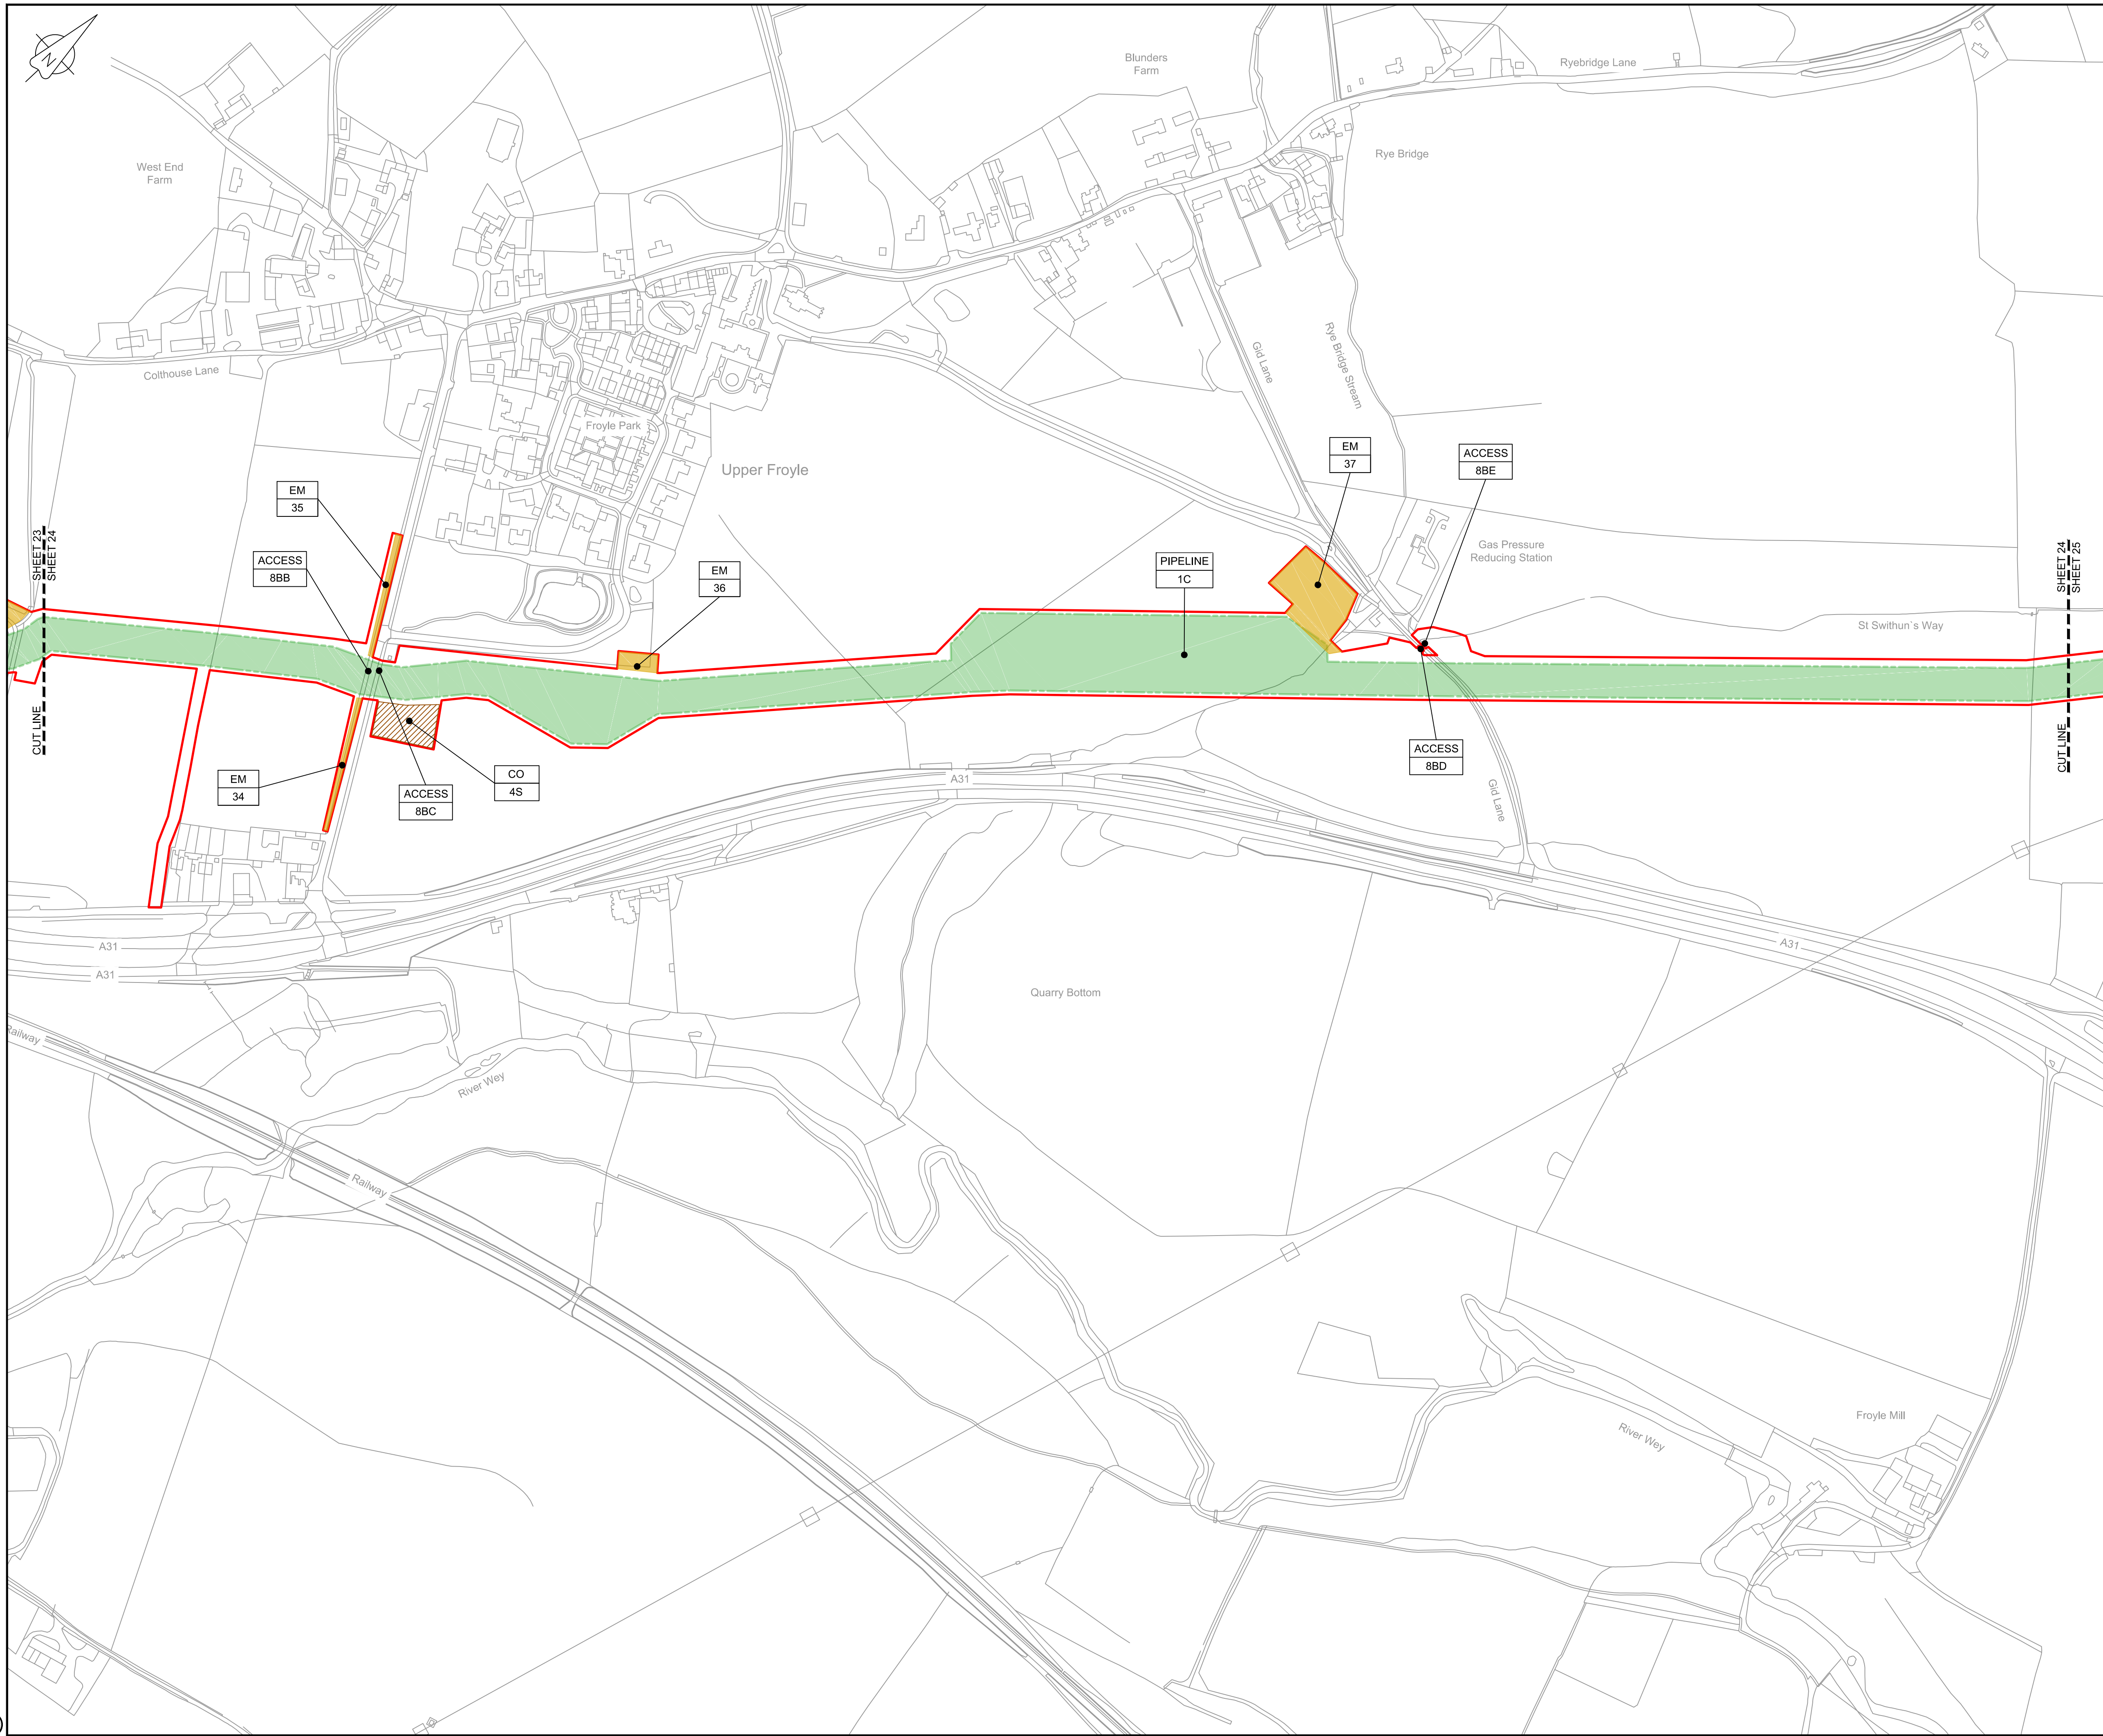 N
Blunders
Farm
Ryebridge Lane
West End
Farm
Rye Bridge
Colthouse Lane
Gid Lane
Rye Bridge Stream
Froyle Park
Upper Froyle
EM
37
ACCESS
8BE
EM
35
SHEET 23
SHEET 24
CUT LINE
ACCESS
8BB
EM
36
PIPELINE
1C
Gas Pressure
Reducing Station
SHEET 24
SHEET 25
CUT LINE
St Swithun's Way
EM
34
ACCESS
8BC
CO
4S
ACCESS
8BD
A31
Gid Lane
A31
A31
A31
Quarry Bottom
Railway
River Wey
Railway
Froyle Mill
River Wey